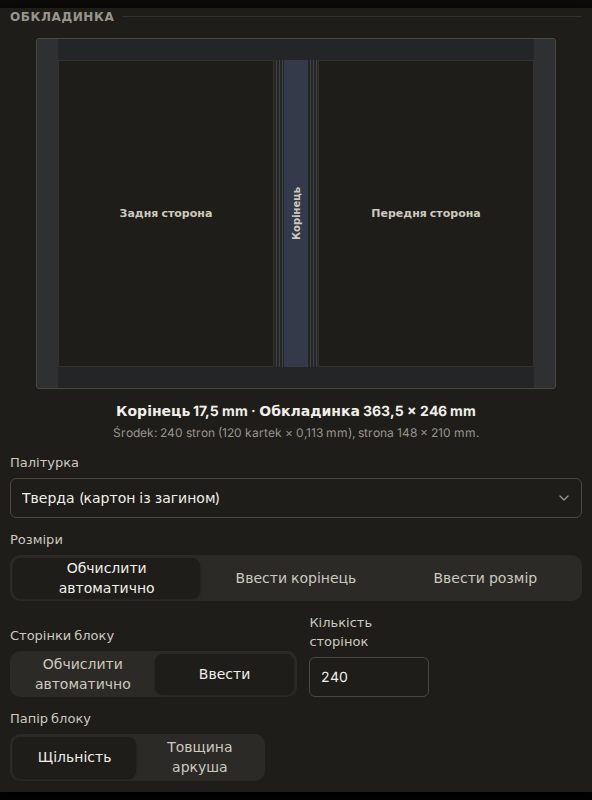 ОБКЛАДИНКА
Задня сторона
Корінець
Передня сторона
Корінець 17,5 mm · Обкладинка 363,5 × 246 mm
Środek: 240 stron (120 kartek × 0,113 mm), strona 148 × 210 mm.
Палітурка
Тверда (картон із загином)
Розміри
Обчислити
автоматично
Ввести корінець
Ввести розмір
Сторінки блоку
Кількість
сторінок
Обчислити
автоматично
Ввести
240
Папір блоку
Щільність
Товщина
аркуша